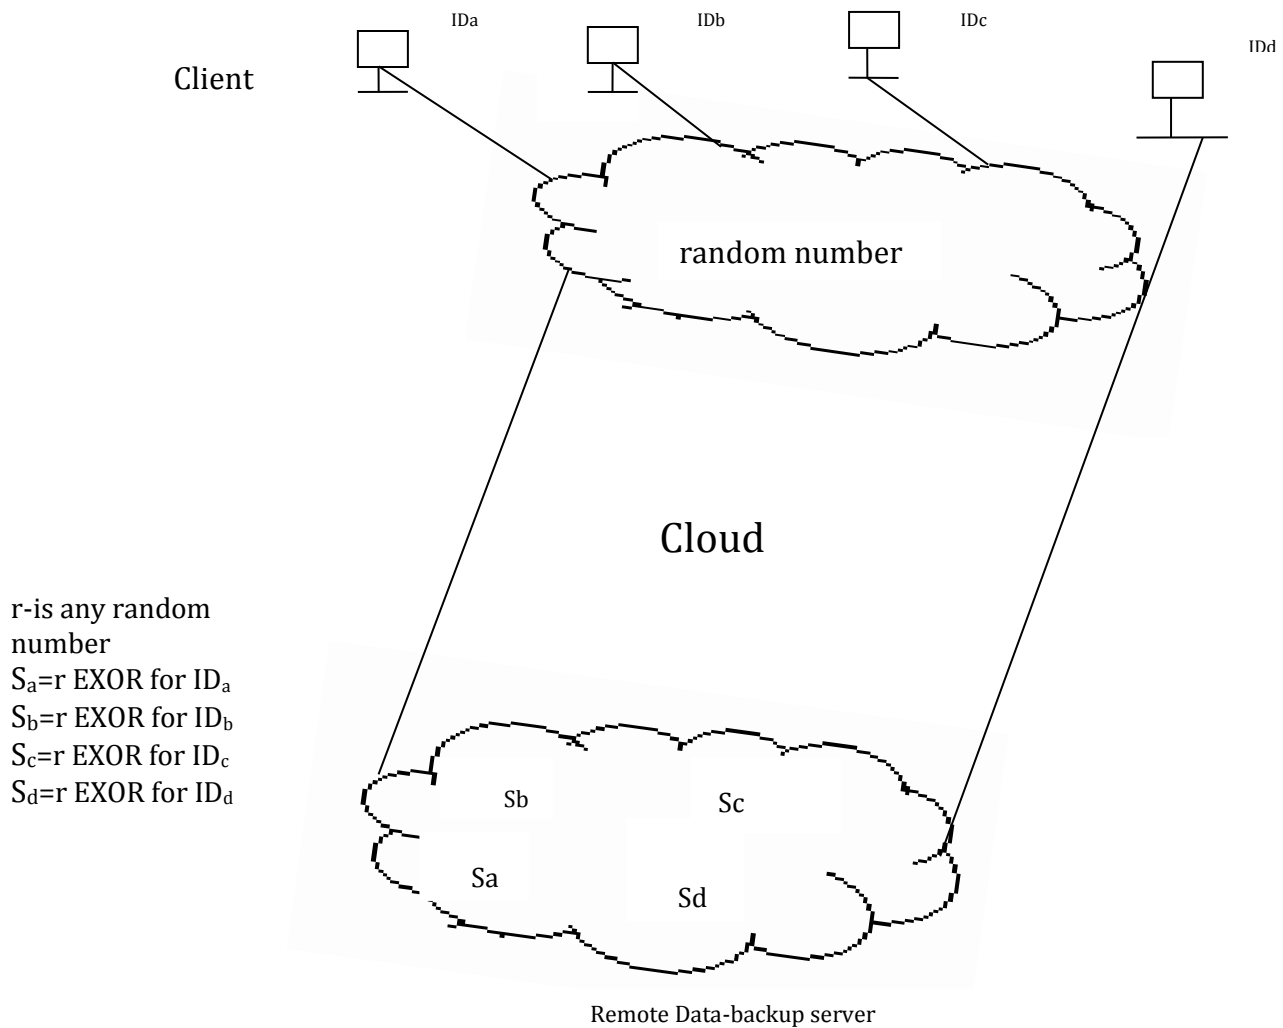 IDa
IDb
IDc
IDd
Client
random number
Cloud
r-is any random
number
Sa=r EXOR for IDa
Sb=r EXOR for IDb
Sc=r EXOR for IDc
Sd=r EXOR for IDd
Sb
Sc
Sa
Sd
Remote Data-backup server